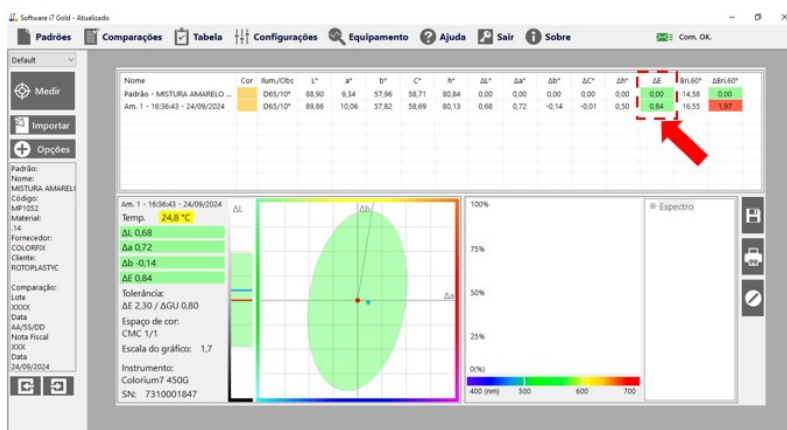 Software i7 Gold - Atualizado
Padrões Comparações Tabela Configurações Equipamento Ajuda Sair Sobre Com. OK.
Default
Medir
Importar
Opções
Padrão:
Nome:
MISTURA AMAREL
Código:
MP1052
Material:
.14
Fornecedor:
COLORFIX
Cliente:
ROTOPLASTYC
Comparação:
Lote
XXXX
Data
AA/SS/DD
Nota Fiscal
XXX
Data
24/09/2024
Nome Cor Ilum./Obs L* a* b* C* h* ΔL* Δa* Δb* ΔC* Δh* ΔE Bri.60° ΔBri.60°
Padrão - MISTURA AMARELO ... D65/10° 88,90 9,34 57,96 58,71 80,84 0,00 0,00 0,00 0,00 0,00 0,00 14,58 0,00
Am. 1 - 16:36:43 - 24/09/2024 D65/10° 89,86 10,06 57,82 58,69 80,13 0,68 0,72 -0,14 -0,01 0,50 0,84 16,55 1,97
Am. 1 - 16:36:43 - 24/09/2024
Temp. 24,8 °C
ΔL 0,68
Δa 0,72
Δb -0,14
ΔE 0,84
Tolerância:
ΔE 2,30 / ΔGU 0,80
Espaço de cor:
CMC 1/1
Escala do gráfico: 1,7
Instrumento:
Colorium7 450G
SN: 7310001847
ΔL
Δb
Δa
100%
75%
50%
25%
0(%)
400 (nm) 500 600 700
Espectro